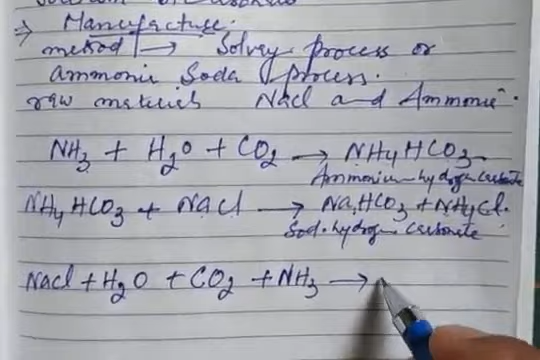 ⇒ Manufacture.
method → Solvay process or
ammonia Soda process.
raw materials NaCl and Ammonia.
NH₃ + H₂O + CO₂ → NH₄HCO₃
Ammonium hydrogen carbonate
NH₄HCO₃ + NaCl → NaHCO₃ + NH₄Cl.
Sod. hydrogen carbonate
NaCl + H₂O + CO₂ + NH₃ →